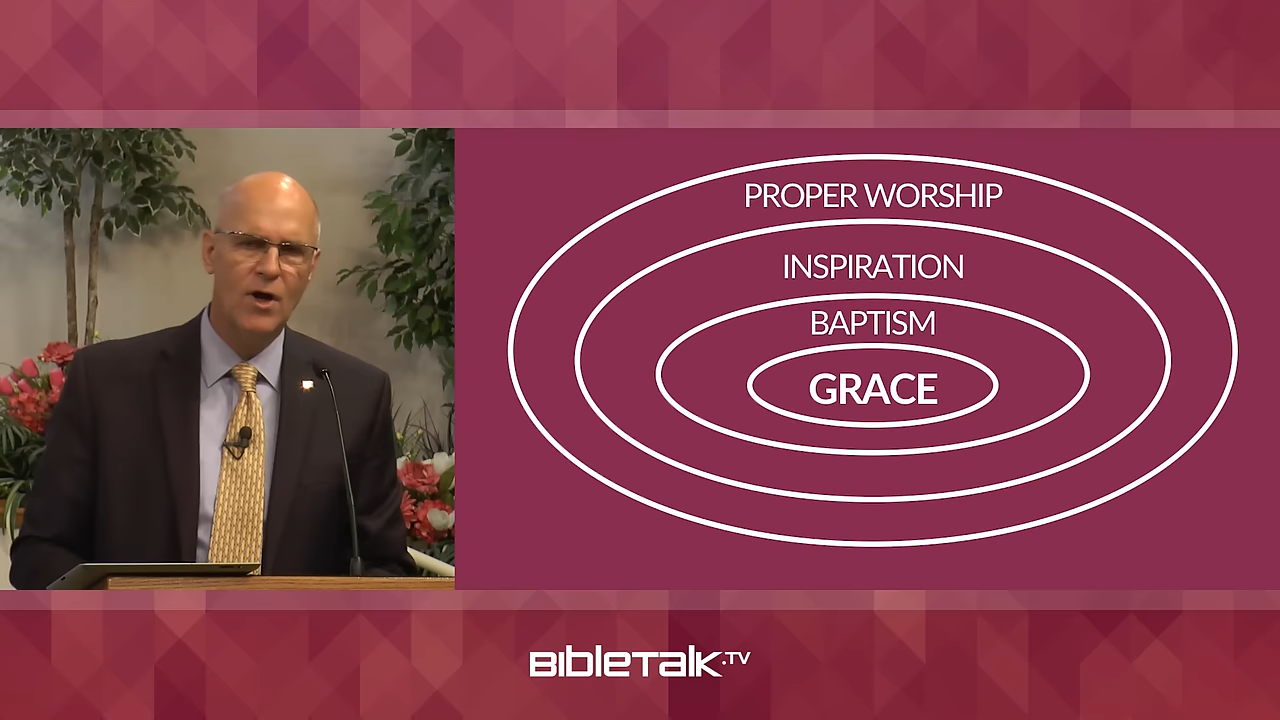 PROPER WORSHIP
INSPIRATION
BAPTISM
GRACE
BIBLETALK.TV